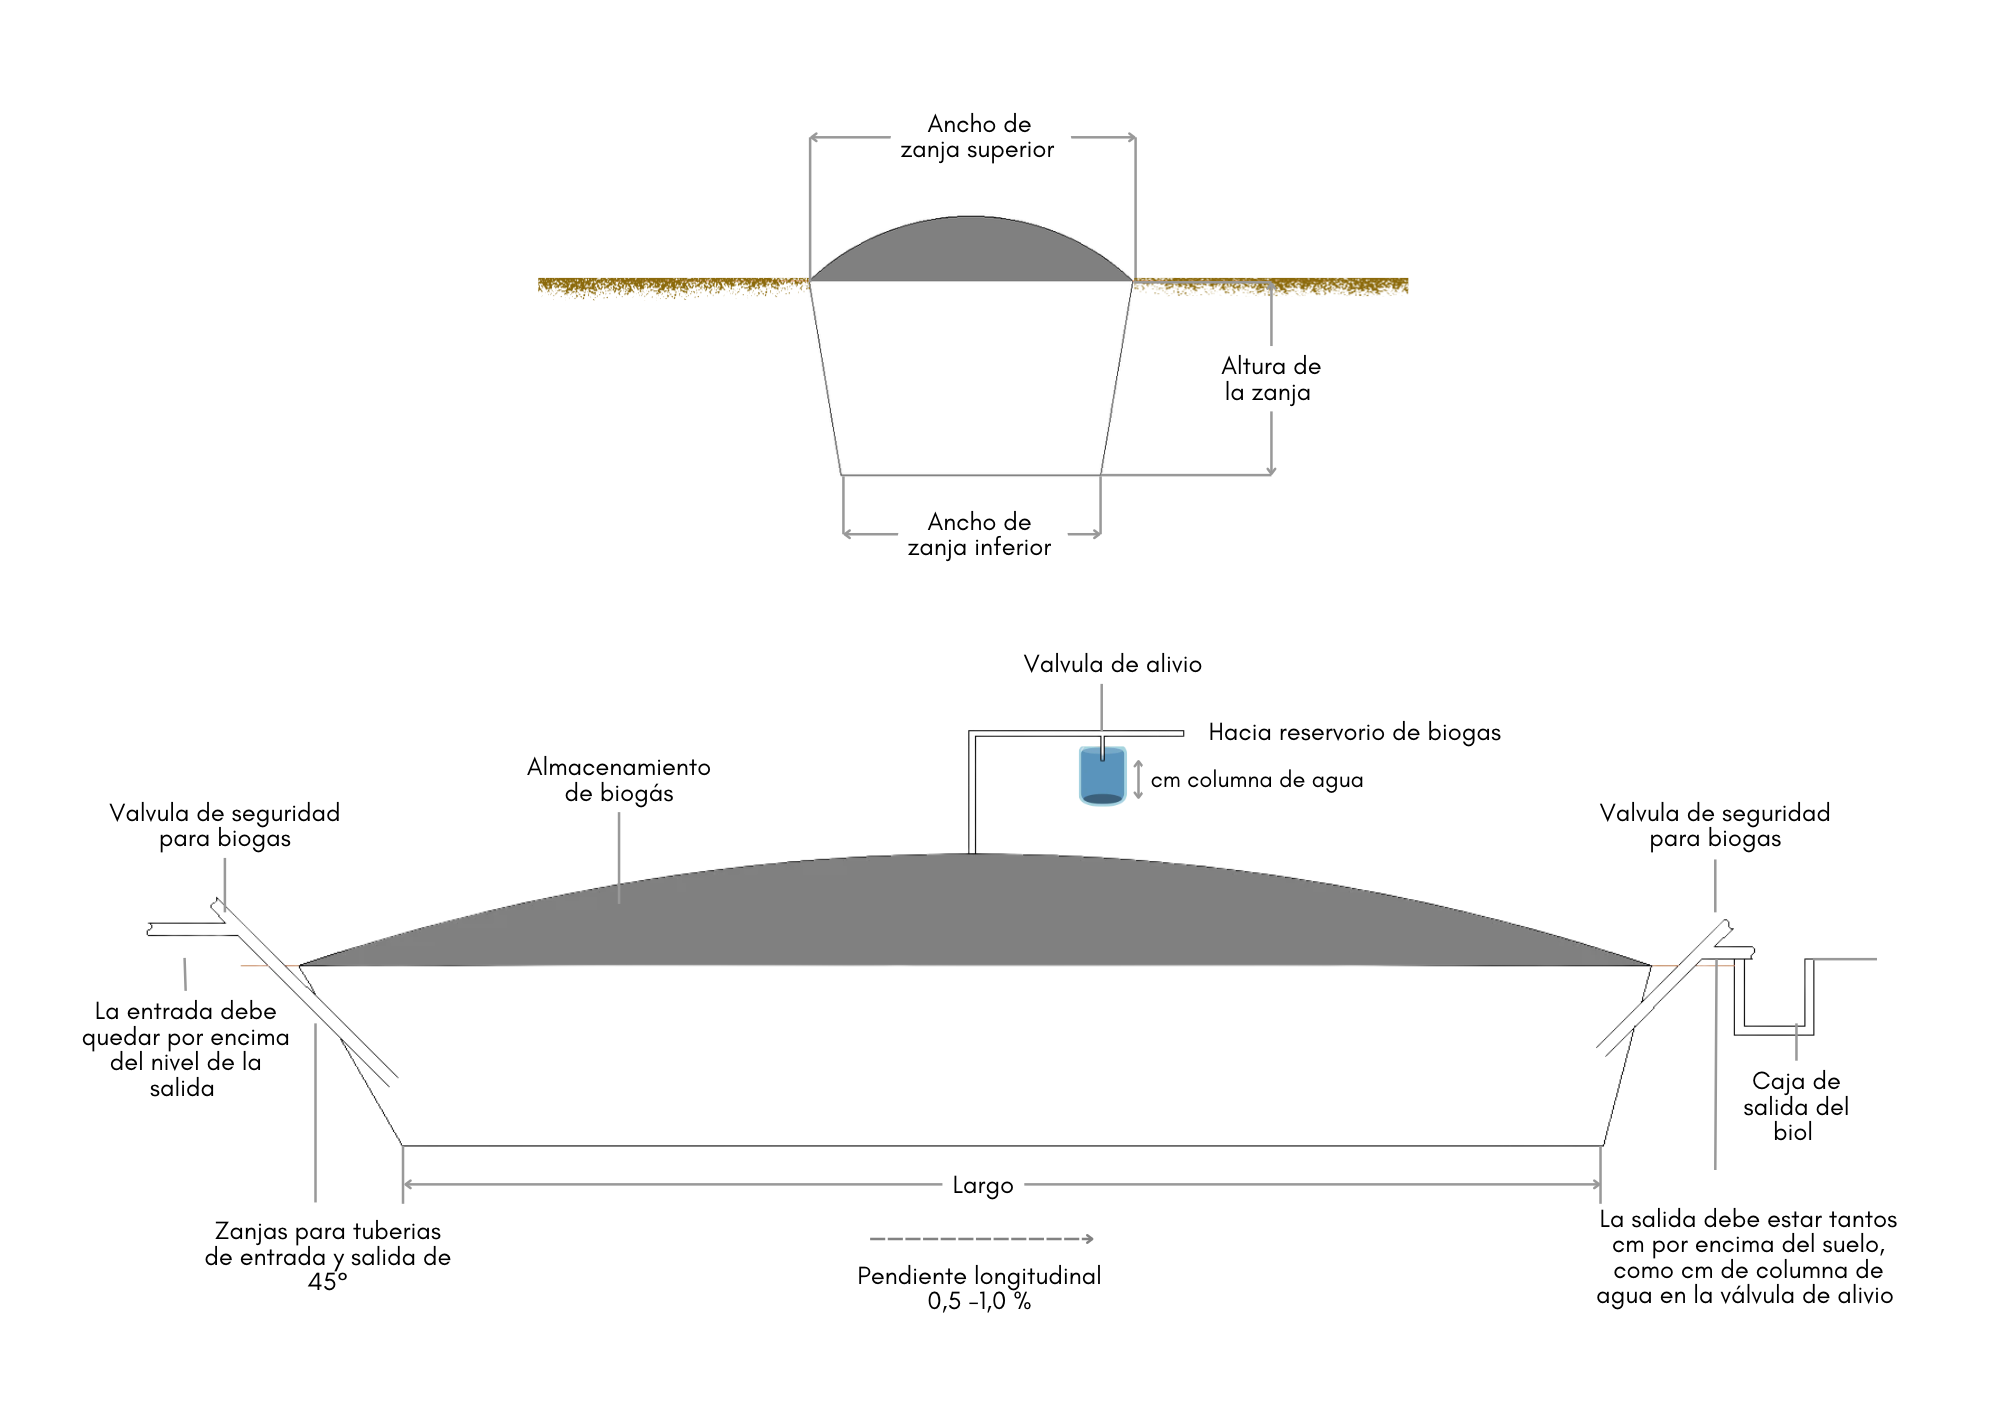 Ancho de
zanja superior
Altura de
la zanja
Ancho de
zanja inferior
Valvula de alivio
Hacia reservorio de biogas
cm columna de agua
Almacenamiento
de biogás
Valvula de seguridad
para biogas
Valvula de seguridad
para biogas
La entrada debe
quedar por encima
del nivel de la
salida
Caja de
salida del
biol
Largo
Zanjas para tuberias
de entrada y salida de
45°
Pendiente longitudinal
0,5 -1,0 %
La salida debe estar tantos
cm por encima del suelo,
como cm de columna de
agua en la válvula de alivio